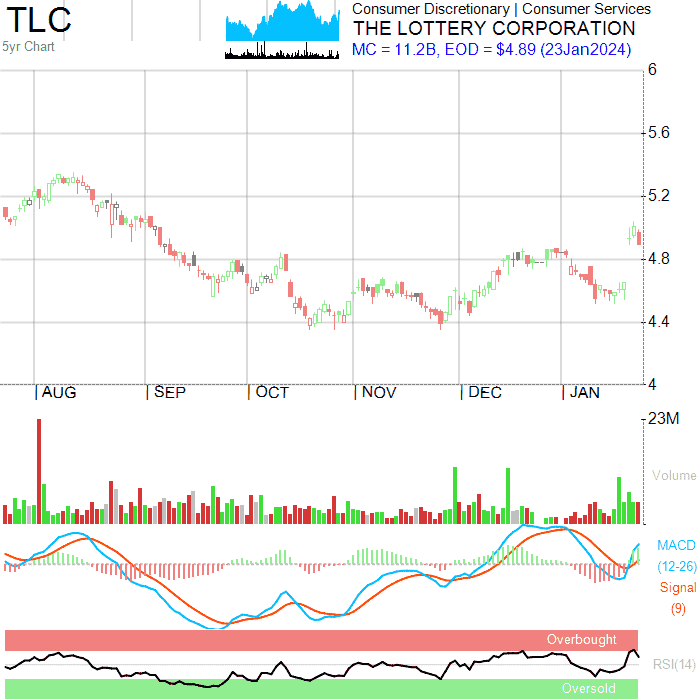 TLC
5yr Chart
Consumer Discretionary | Consumer Services
THE LOTTERY CORPORATION
MC = 11.2B, EOD = $4.89 (23Jan2024)
6
5.6
5.2
4.8
4.4
4
| AUG | SEP | OCT | NOV | DEC | JAN
23M
Volume
MACD
(12-26)
Signal
(9)
Overbought
RSI(14)
Oversold